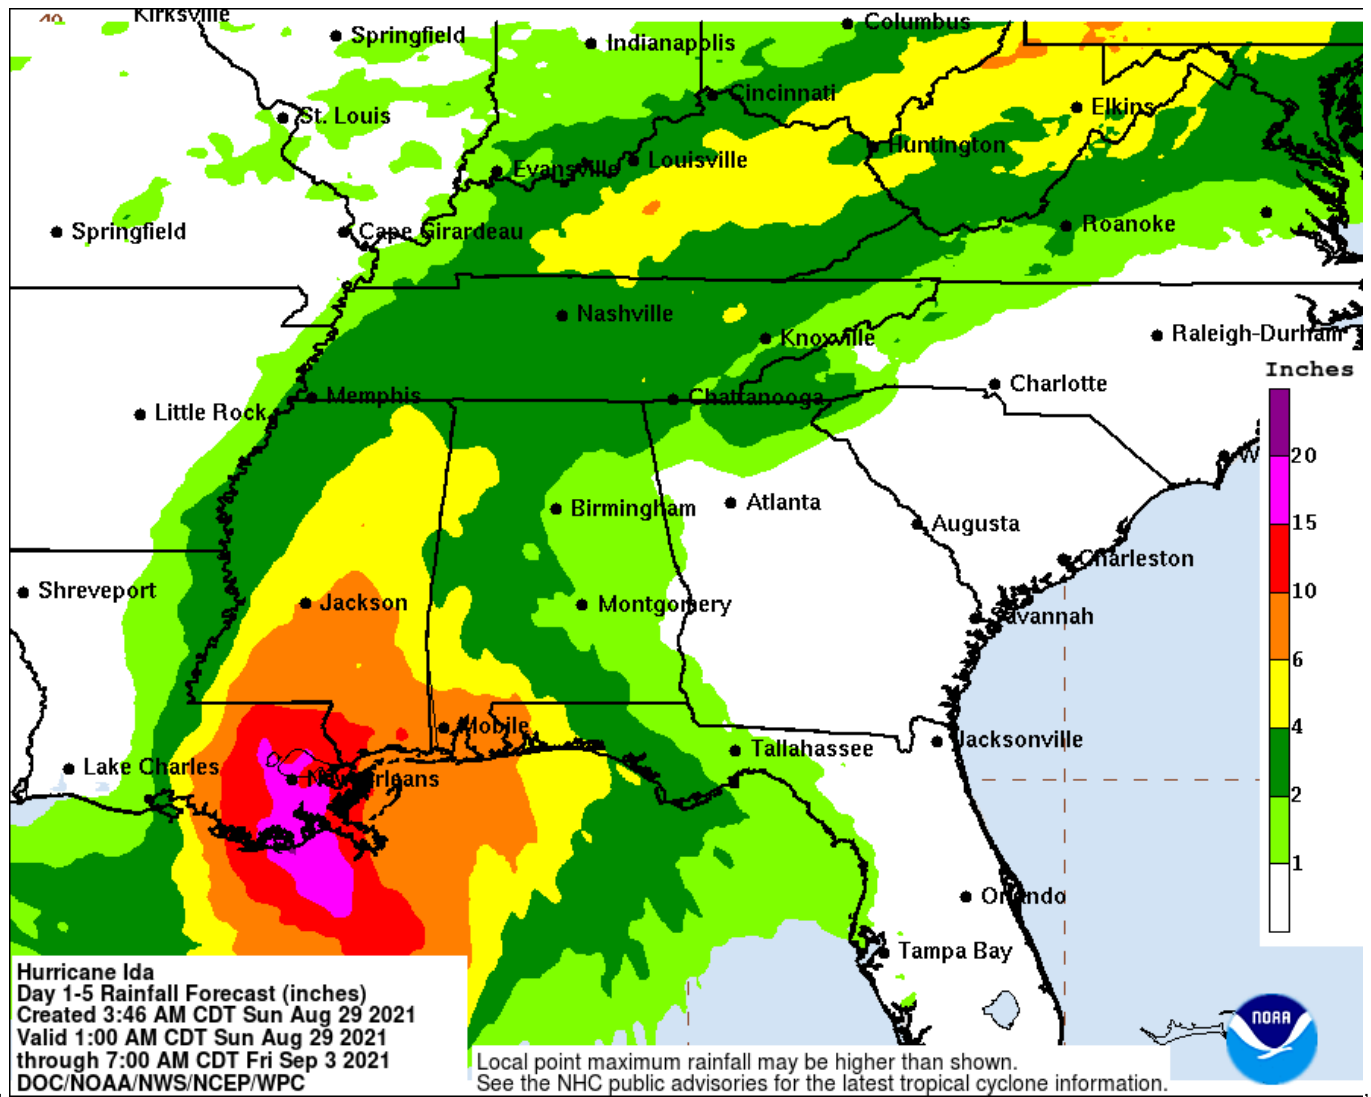 40
Kirksville
Springfield
Indianapolis
Columbus
Cincinnati
St. Louis
Elkins
Huntington
Louisville
Evansville
Springfield
Cape Girardeau
Roanoke
Nashville
Knoxville
Raleigh-Durham
Inches
Memphis
Chattanooga
Charlotte
Little Rock
20
W
Birmingham
Atlanta
15
Augusta
Charleston
Shreveport
10
Jackson
Montgomery
Savannah
6
Mobile
4
Tallahassee
Jacksonville
Lake Charles
New Orleans
2
1
Orlando
Tampa Bay
Hurricane Ida
Day 1-5 Rainfall Forecast (inches)
Created 3:46 AM CDT Sun Aug 29 2021
Valid 1:00 AM CDT Sun Aug 29 2021
through 7:00 AM CDT Fri Sep 3 2021
DOC/NOAA/NWS/NCEP/WPC
NOAA
Local point maximum rainfall may be higher than shown.
See the NHC public advisories for the latest tropical cyclone information.